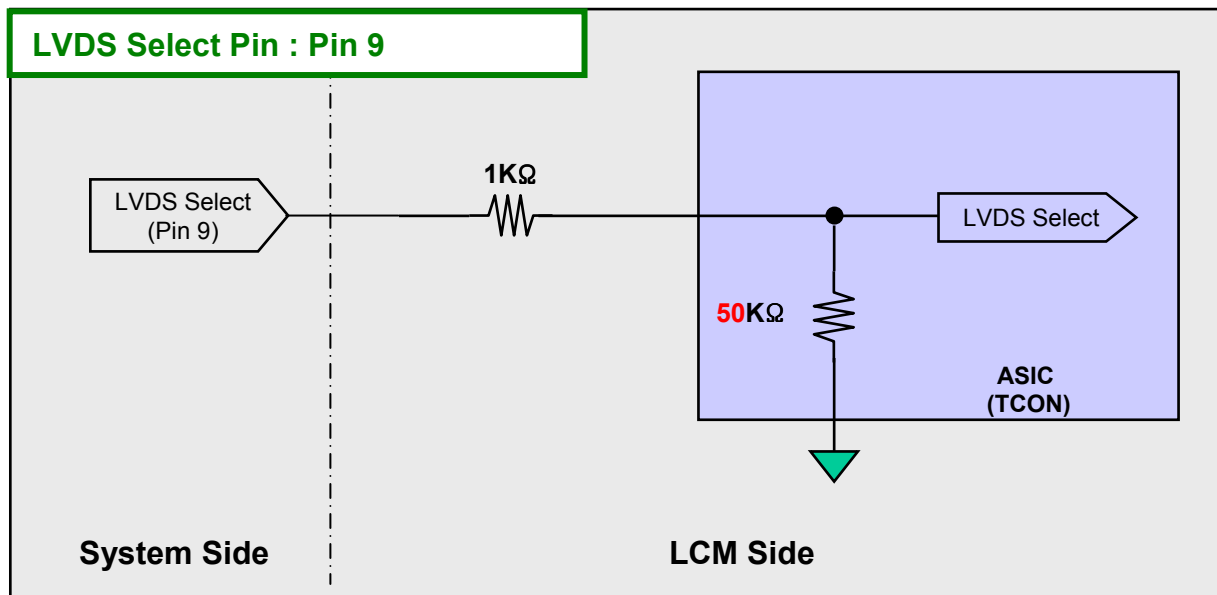 LVDS Select Pin : Pin 9
1KΩ
LVDS Select
(Pin 9)
LVDS Select
50KΩ
ASIC
(TCON)
System Side
LCM Side